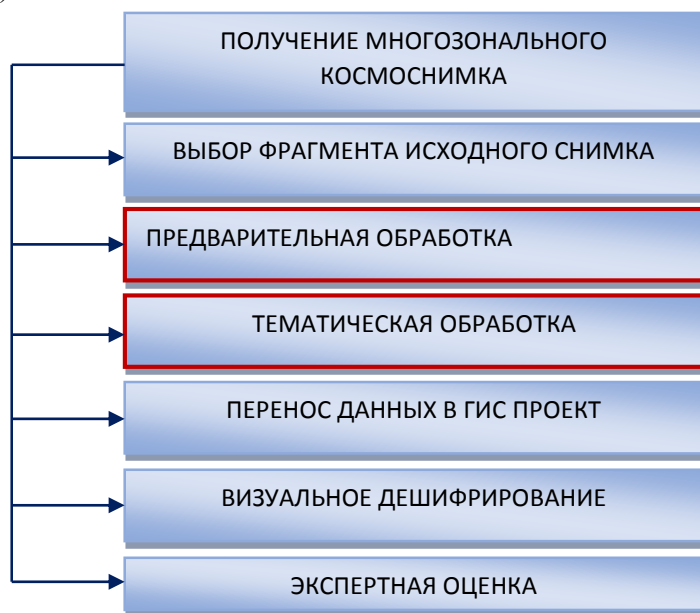 ПОЛУЧЕНИЕ МНОГОЗОНАЛЬНОГО
КОСМОСНИМКА
ВЫБОР ФРАГМЕНТА ИСХОДНОГО СНИМКА
ПРЕДВАРИТЕЛЬНАЯ ОБРАБОТКА
ТЕМАТИЧЕСКАЯ ОБРАБОТКА
ПЕРЕНОС ДАННЫХ В ГИС ПРОЕКТ
ВИЗУАЛЬНОЕ ДЕШИФРИРОВАНИЕ
ЭКСПЕРТНАЯ ОЦЕНКА